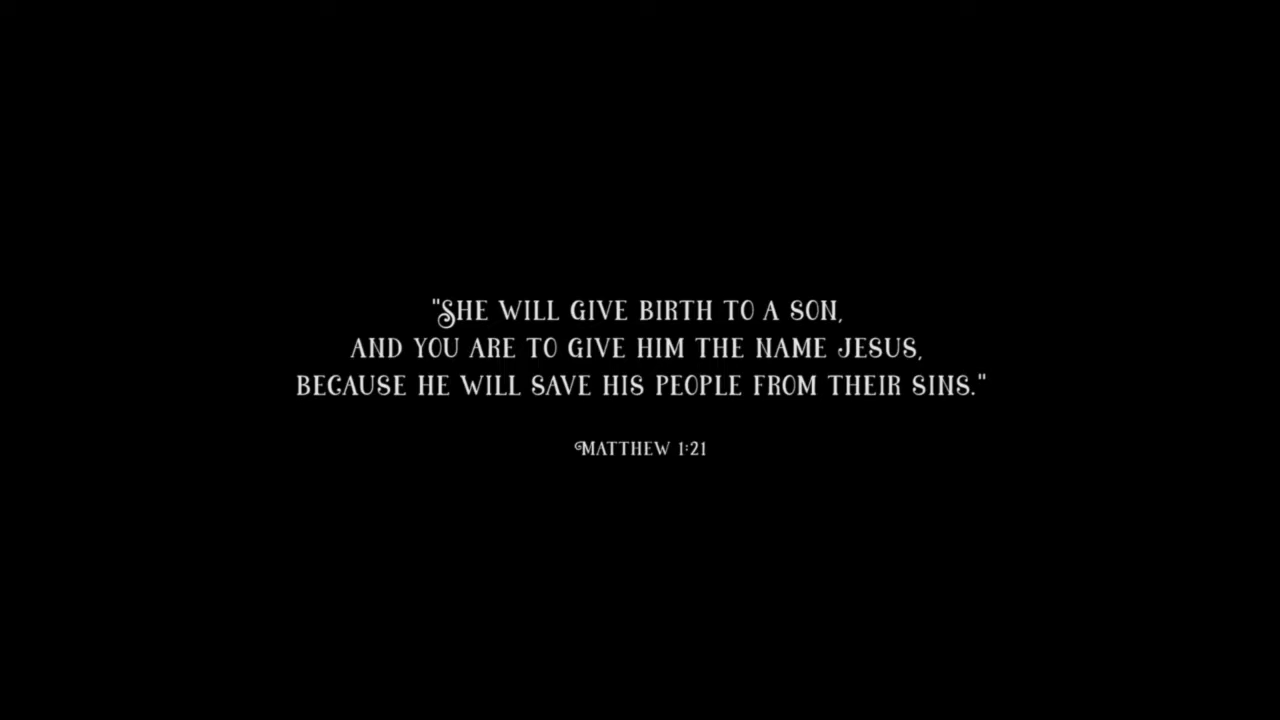 "She will give birth to a son,
and you are to give him the name Jesus,
because he will save his people from their sins."
Matthew 1:21